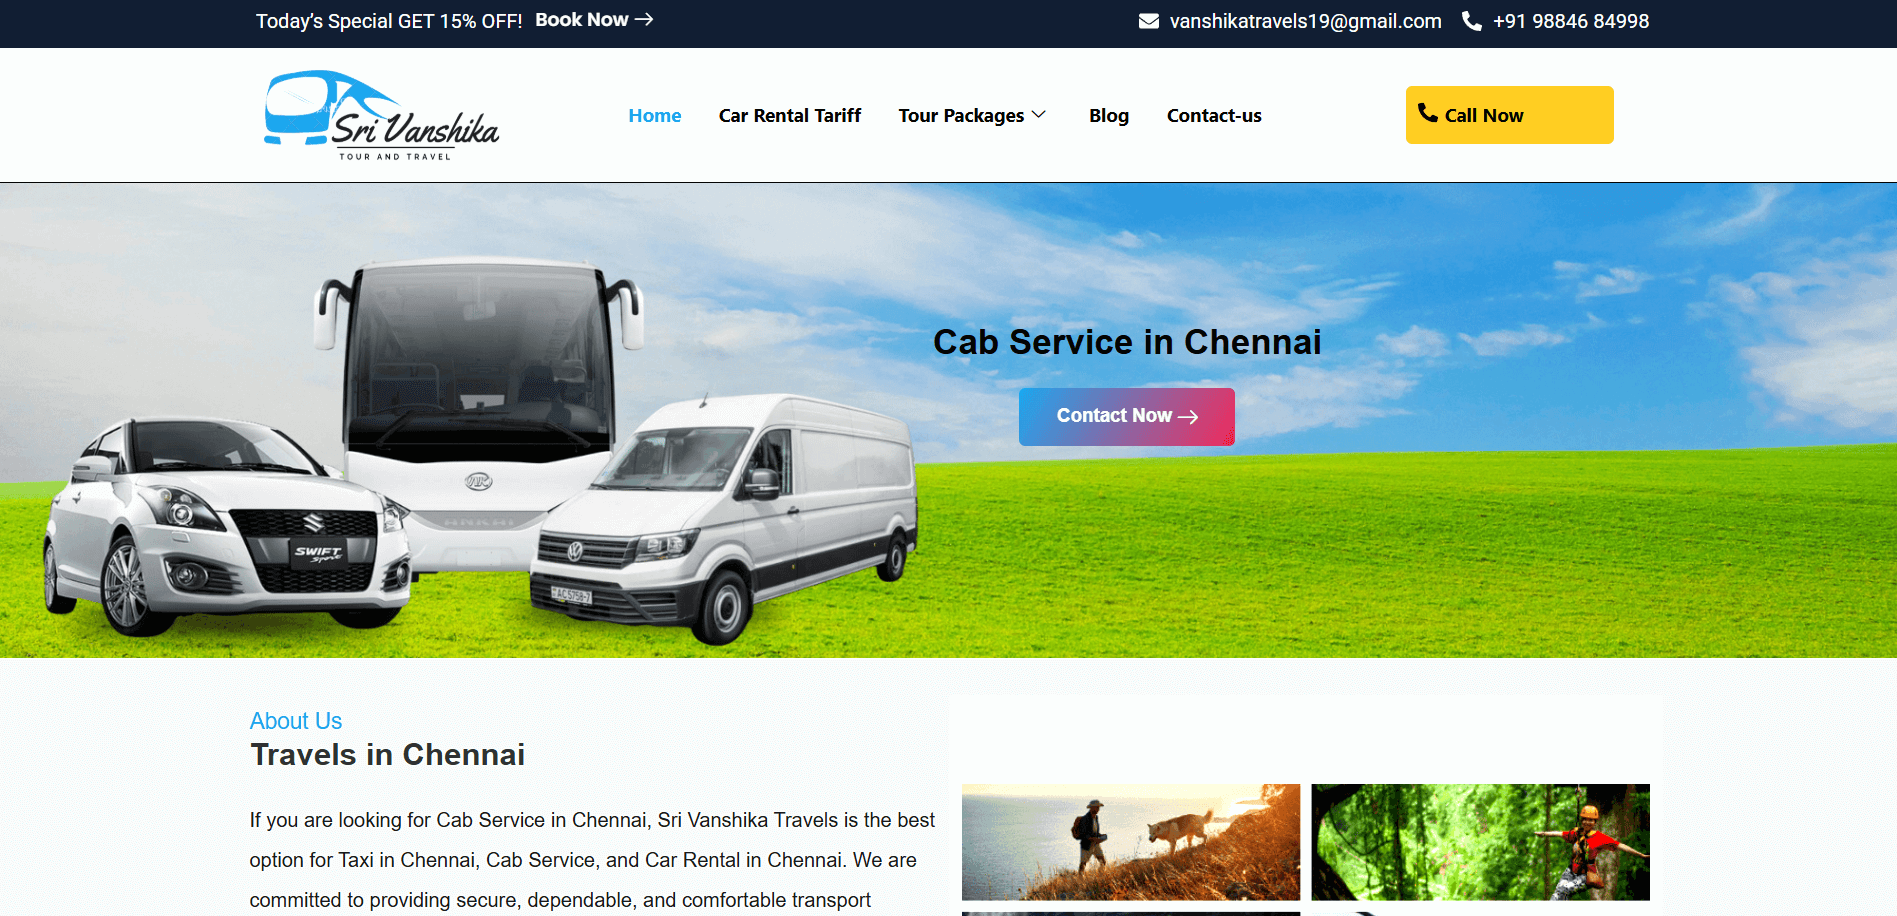 Today’s Special GET 15% OFF! Book Now
vanshikatravels19@gmail.com +91 98846 84998
Sri Vanshika
TOUR AND TRAVEL
Home Car Rental Tariff Tour Packages Blog Contact-us
Call Now
Cab Service in Chennai
Contact Now
SWIFT
Sport
About Us
Travels in Chennai
If you are looking for Cab Service in Chennai, Sri Vanshika Travels is the best
option for Taxi in Chennai, Cab Service, and Car Rental in Chennai. We are
committed to providing secure, dependable, and comfortable transport